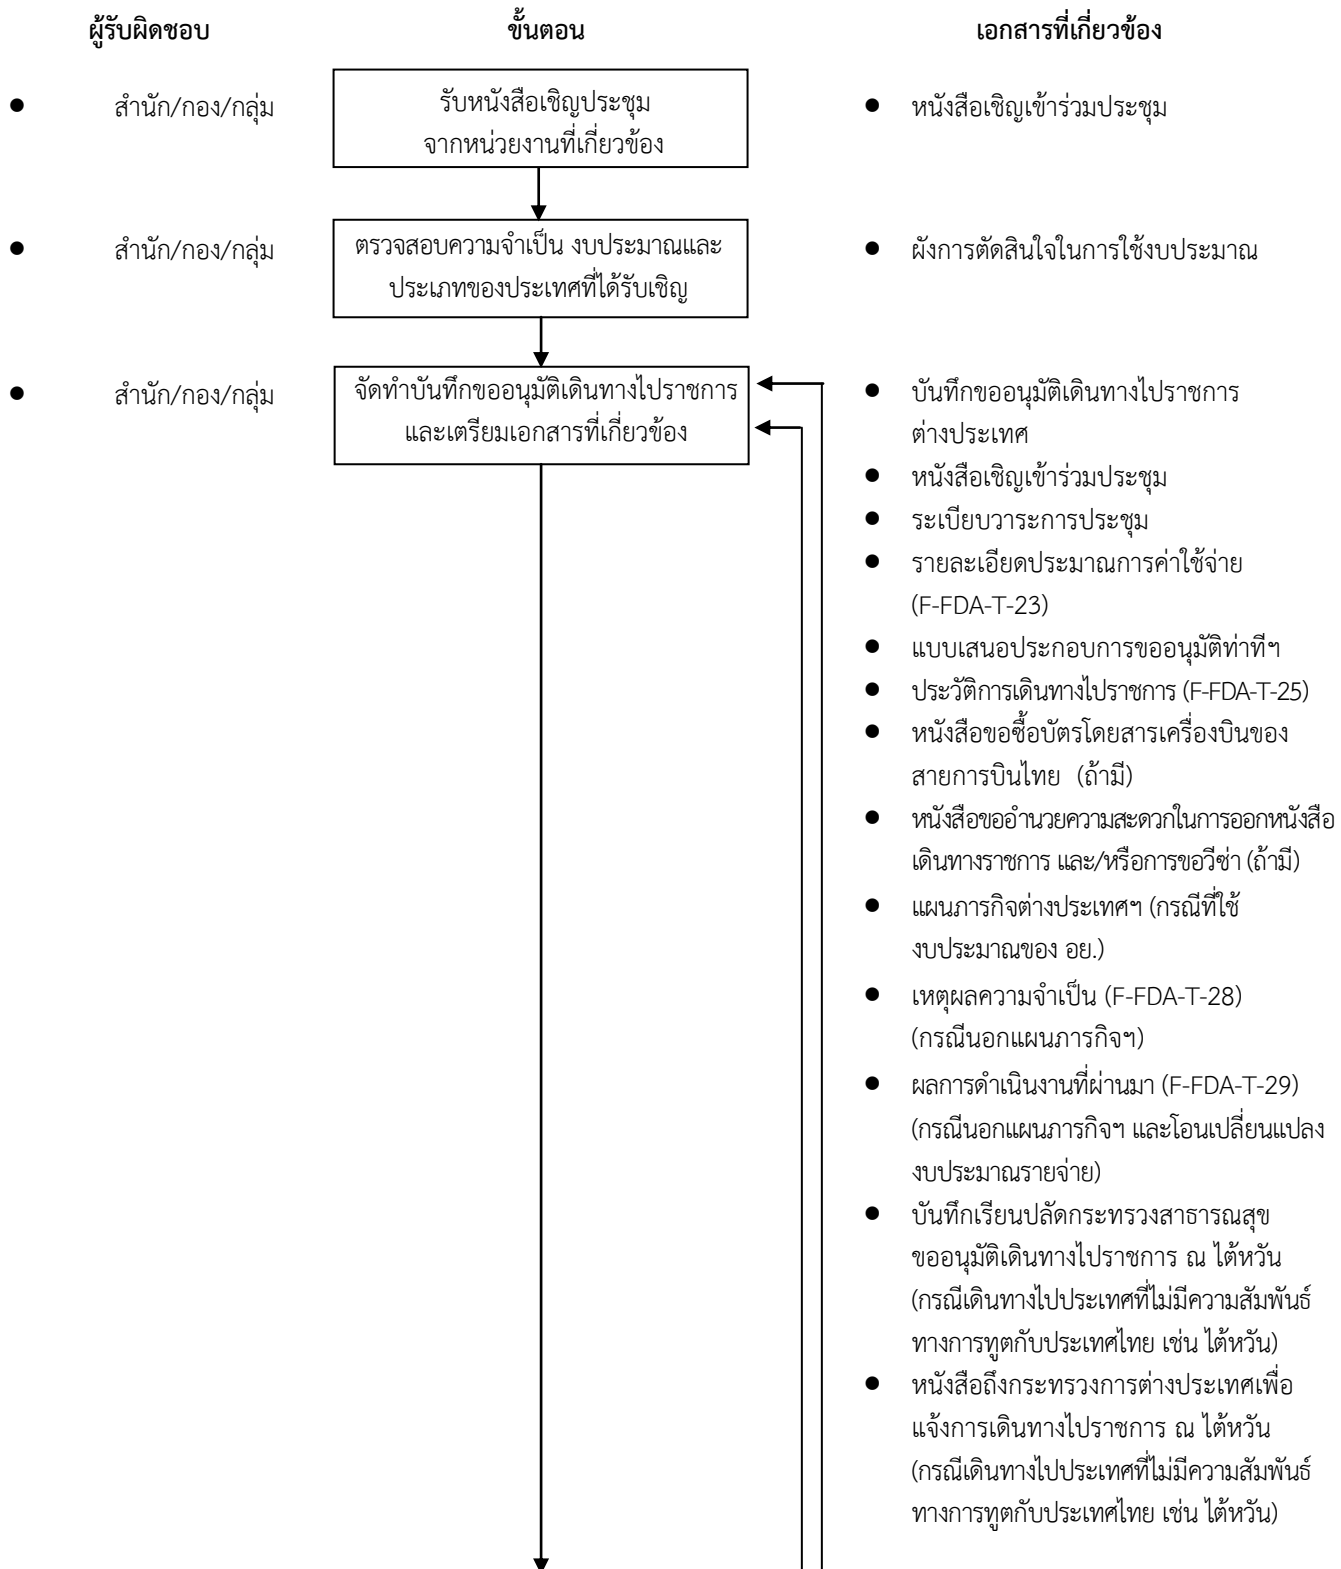 ผู้รับผิดชอบ
ขั้นตอน
เอกสารที่เกี่ยวข้อง
● สำนัก/กอง/กลุ่ม
รับหนังสือเชิญประชุม
จากหน่วยงานที่เกี่ยวข้อง
● หนังสือเชิญเข้าร่วมประชุม
● สำนัก/กอง/กลุ่ม
ตรวจสอบความจำเป็น งบประมาณและ
ประเภทของประเทศที่ได้รับเชิญ
● ผังการตัดสินใจในการใช้งบประมาณ
● สำนัก/กอง/กลุ่ม
จัดทำบันทึกขออนุมัติเดินทางไปราชการ
และเตรียมเอกสารที่เกี่ยวข้อง
● บันทึกขออนุมัติเดินทางไปราชการ
ต่างประเทศ
● หนังสือเชิญเข้าร่วมประชุม
● ระเบียบวาระการประชุม
● รายละเอียดประมาณการค่าใช้จ่าย
(F-FDA-T-23)
● แบบเสนอประกอบการขออนุมัติท่าทีฯ
● ประวัติการเดินทางไปราชการ (F-FDA-T-25)
● หนังสือขอซื้อบัตรโดยสารเครื่องบินของ
สายการบินไทย (ถ้ามี)
● หนังสือขออำนวยความสะดวกในการออกหนังสือ
เดินทางราชการ และ/หรือการขอวีซ่า (ถ้ามี)
● แผนภารกิจต่างประเทศฯ (กรณีที่ใช้
งบประมาณของ อย.)
● เหตุผลความจำเป็น (F-FDA-T-28)
(กรณีนอกแผนภารกิจฯ)
● ผลการดำเนินงานที่ผ่านมา (F-FDA-T-29)
(กรณีนอกแผนภารกิจฯ และโอนเปลี่ยนแปลง
งบประมาณรายจ่าย)
● บันทึกเรียนปลัดกระทรวงสาธารณสุข
ขออนุมัติเดินทางไปราชการ ณ ไต้หวัน
(กรณีเดินทางไปประเทศที่ไม่มีความสัมพันธ์
ทางการทูตกับประเทศไทย เช่น ไต้หวัน)
● หนังสือถึงกระทรวงการต่างประเทศเพื่อ
แจ้งการเดินทางไปราชการ ณ ไต้หวัน
(กรณีเดินทางไปประเทศที่ไม่มีความสัมพันธ์
ทางการทูตกับประเทศไทย เช่น ไต้หวัน)